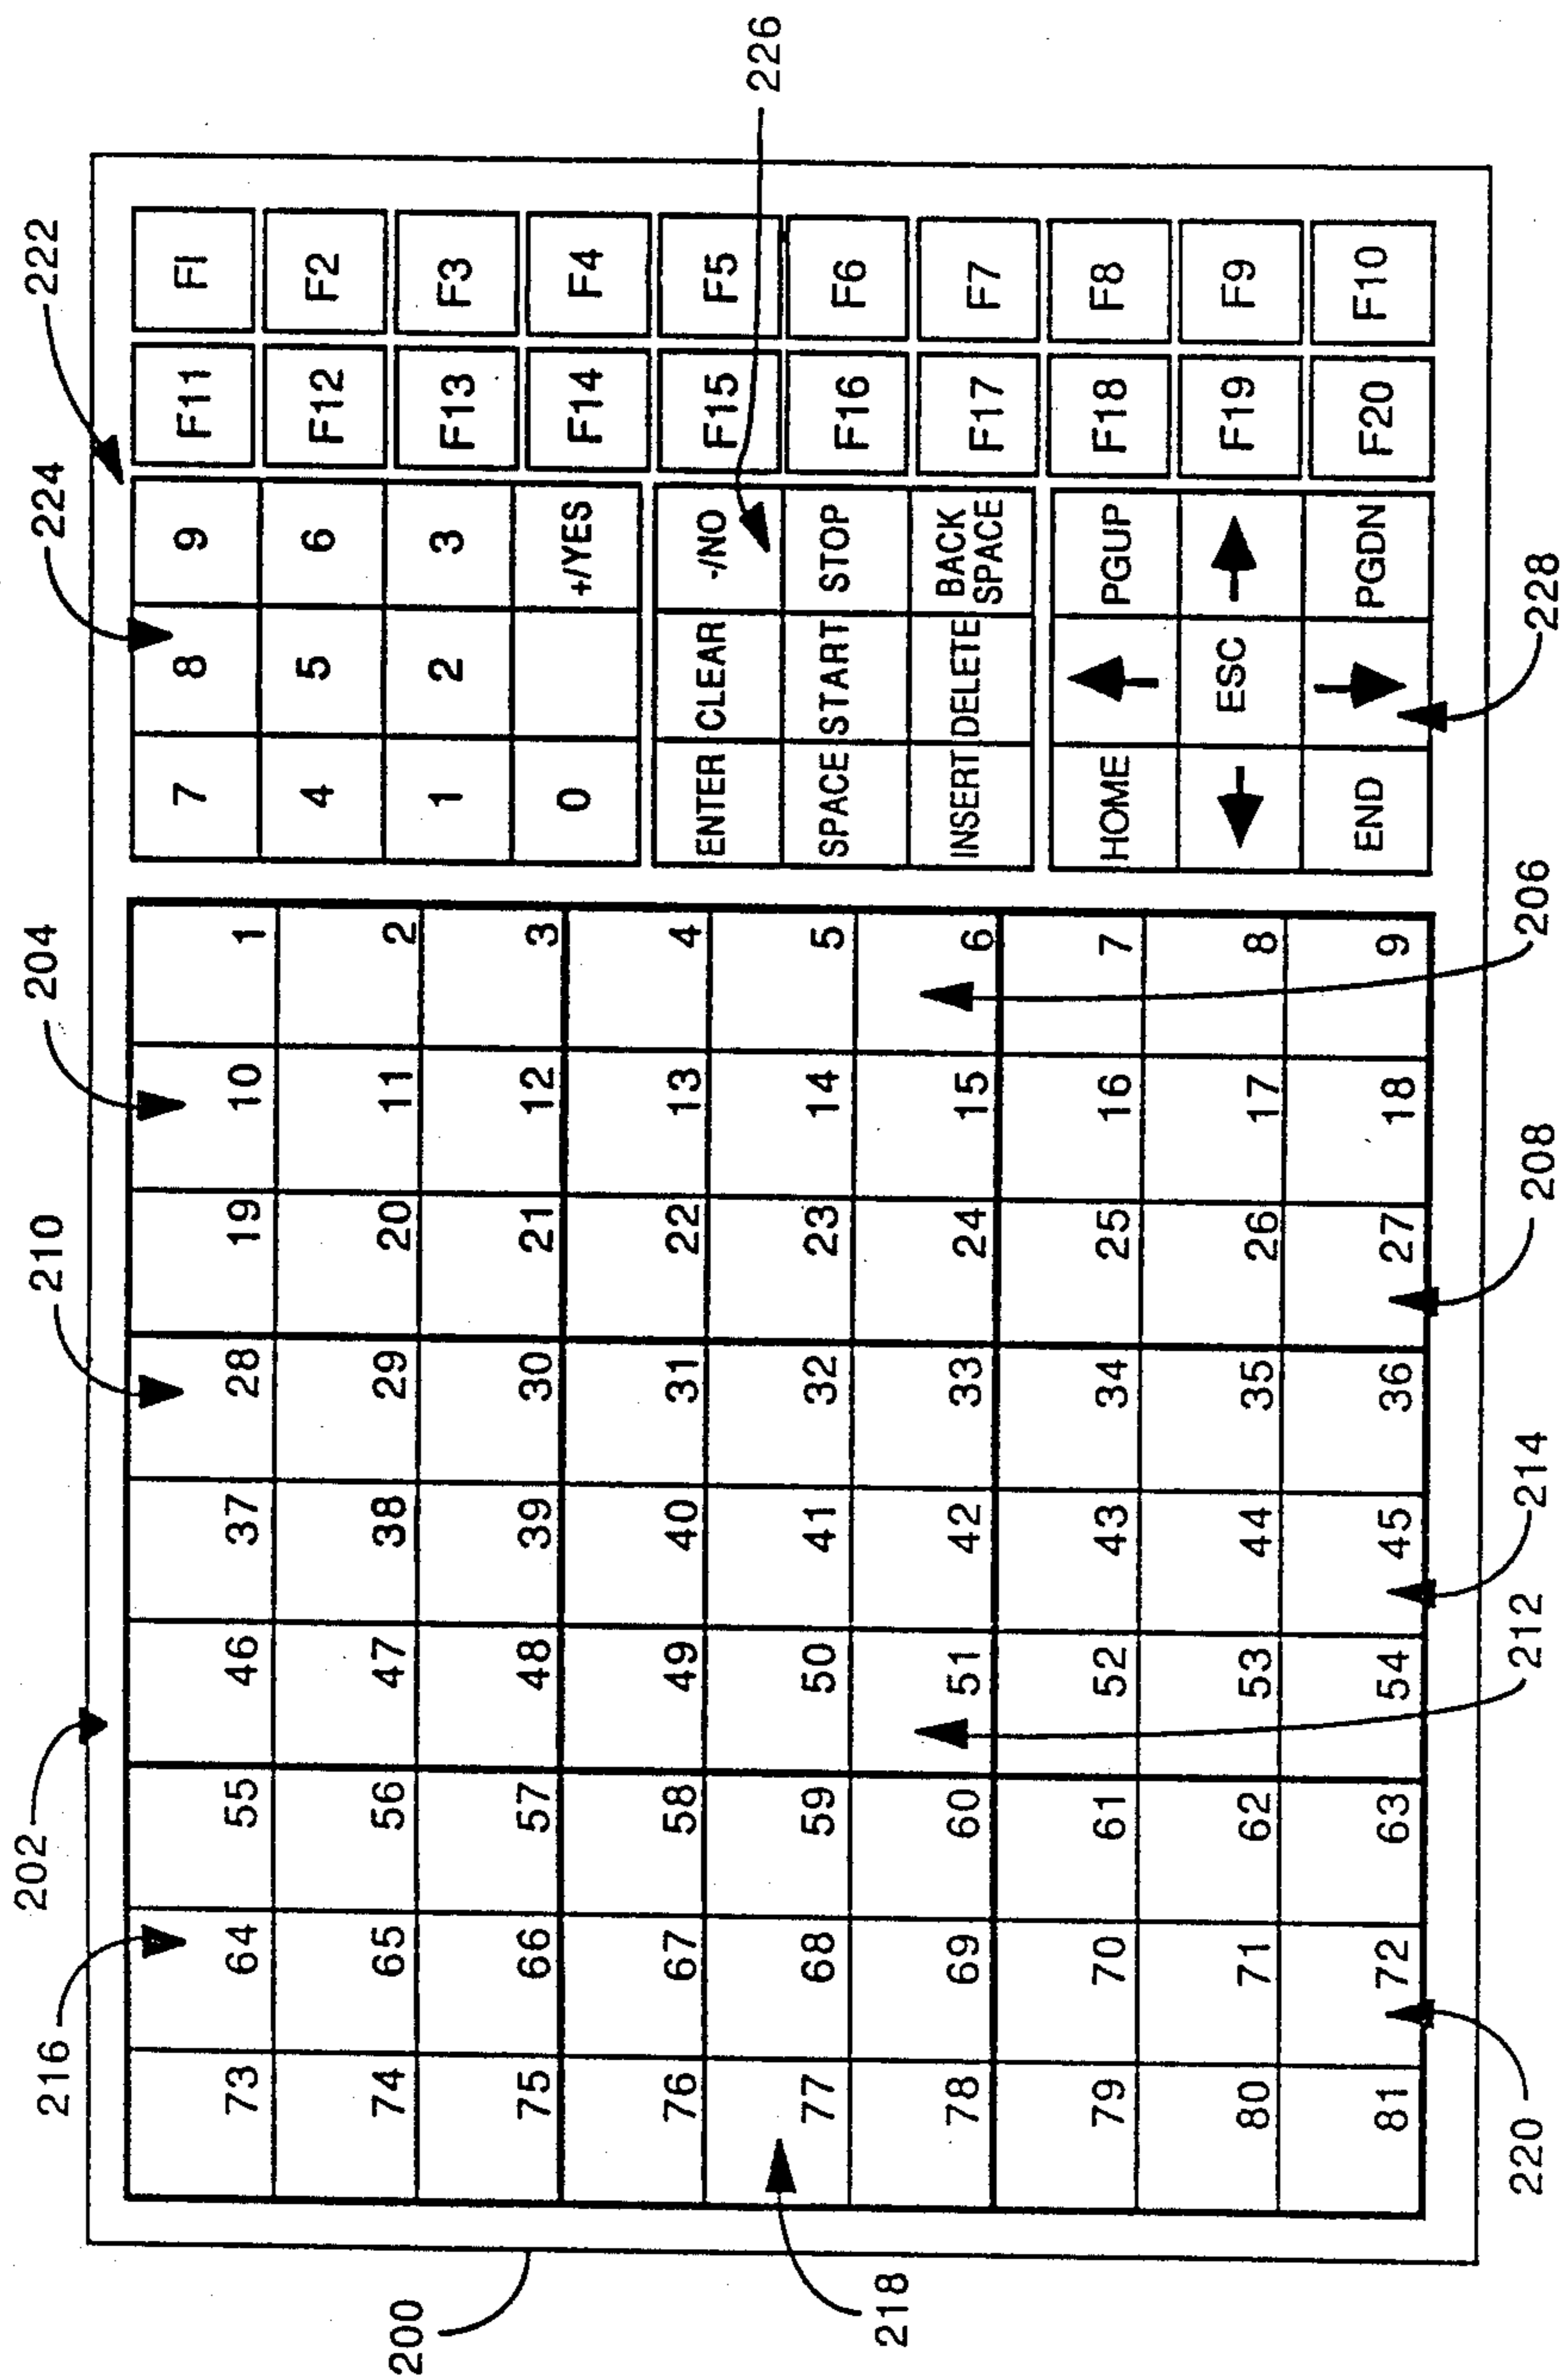 216 202 210 204 224 222
73 64 55 46 37 28 19 10 1
74 65 56 47 38 29 20 11 2
75 66 57 48 39 30 21 12 3
76 67 58 49 40 31 22 13 4
77 68 59 50 41 32 23 14 5
78 69 60 51 42 33 24 15 6
79 70 61 52 43 34 25 16 7
80 71 62 53 44 35 26 17 8
81 72 63 54 45 36 27 18 9
200
218
7 8 9
4 5 6
1 2 3
0 +/YES
ENTER CLEAR -/NO
SPACE START STOP
INSERT DELETE BACK
SPACE
HOME PGUP
ESC
END PGDN
F11 FI
F12 F2
F13 F3
F14 F4
F15 F5
F16 F6
F17 F7
F18 F8
F19 F9
F20 F10
226
220 212 214 208 206 228